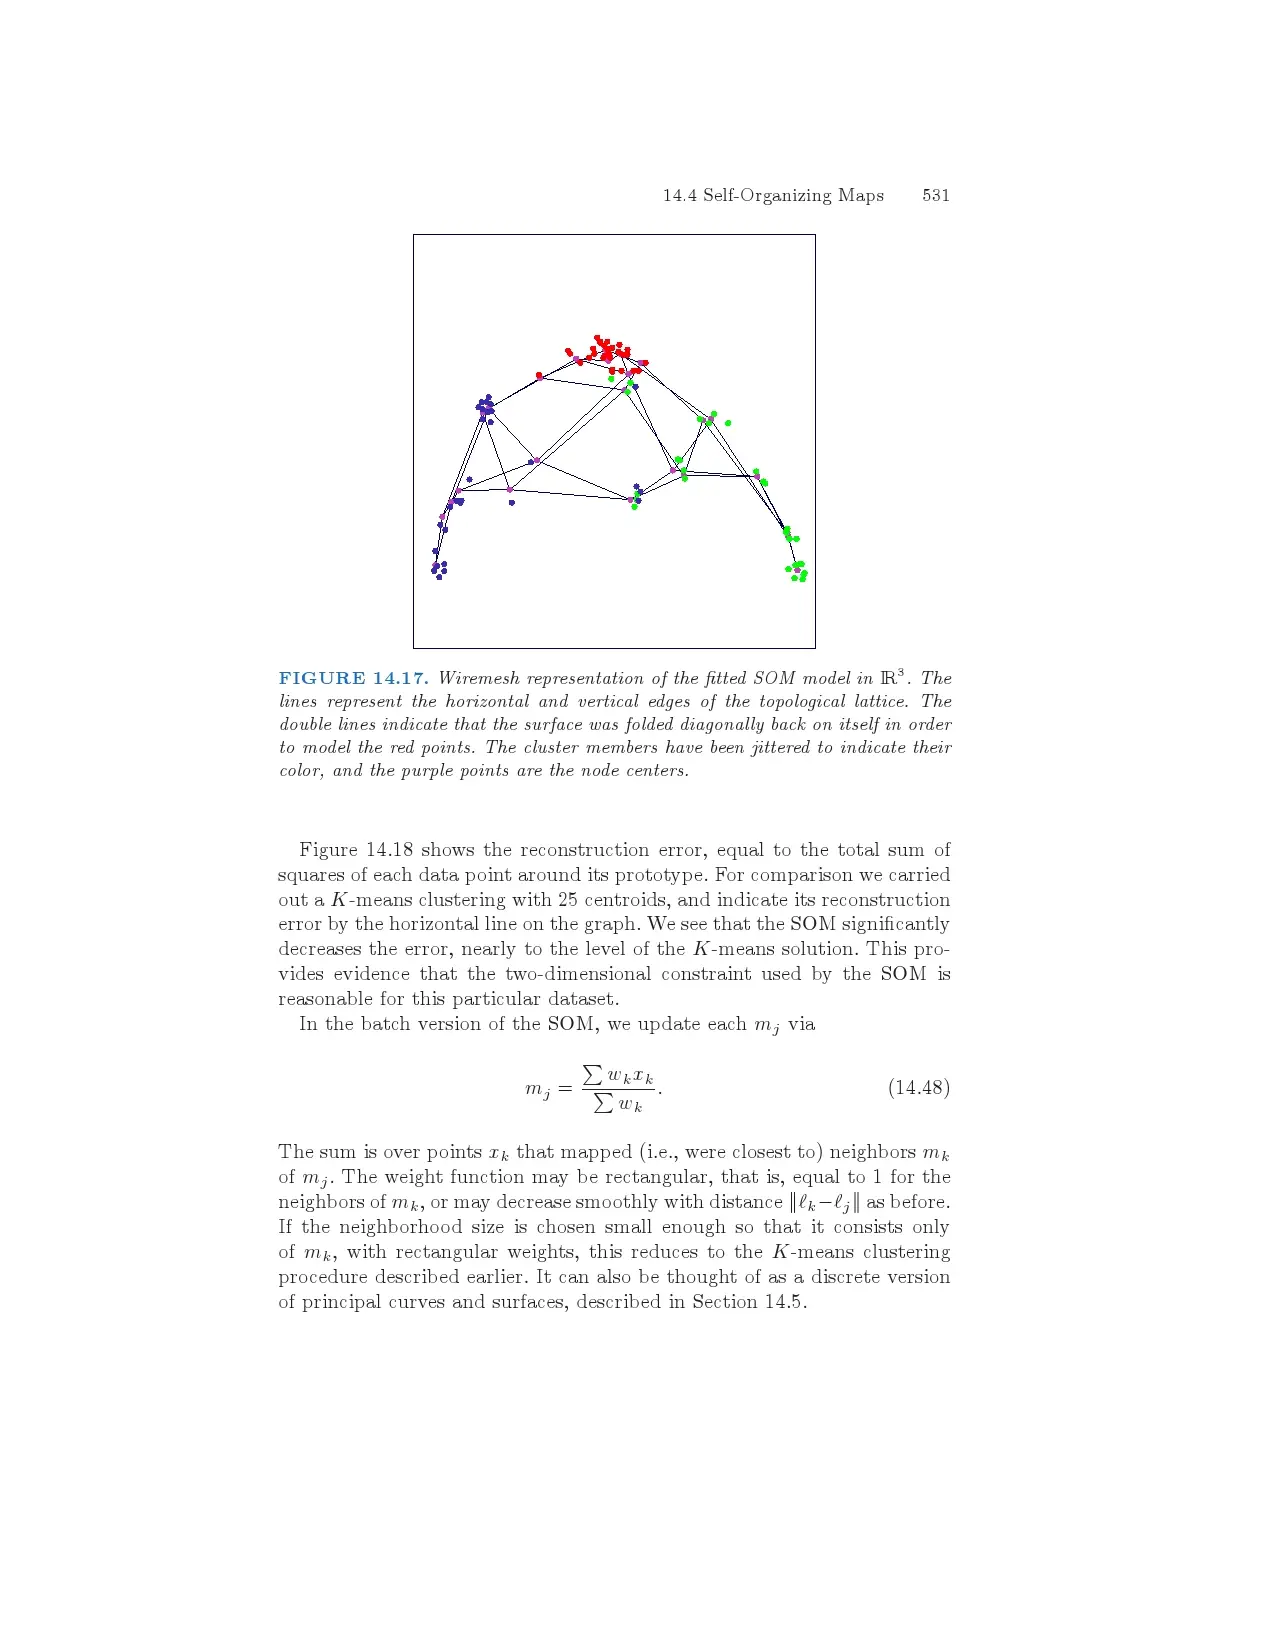 14.4 Self-Organizing Maps 531
FIGURE 14.17. Wiremesh representation of the fitted SOM model in ℝ³. The
lines represent the horizontal and vertical edges of the topological lattice. The
double lines indicate that the surface was folded diagonally back on itself in order
to model the red points. The cluster members have been jittered to indicate their
color, and the purple points are the node centers.
Figure 14.18 shows the reconstruction error, equal to the total sum of
squares of each data point around its prototype. For comparison we carried
out a K-means clustering with 25 centroids, and indicate its reconstruction
error by the horizontal line on the graph. We see that the SOM significantly
decreases the error, nearly to the level of the K-means solution. This pro-
vides evidence that the two-dimensional constraint used by the SOM is
reasonable for this particular dataset.
In the batch version of the SOM, we update each m_j via
m_j = ∑ w_k x_k / ∑ w_k . (14.48)
The sum is over points x_k that mapped (i.e., were closest to) neighbors m_k
of m_j. The weight function may be rectangular, that is, equal to 1 for the
neighbors of m_k, or may decrease smoothly with distance ‖ℓ_k−ℓ_j‖ as before.
If the neighborhood size is chosen small enough so that it consists only
of m_k, with rectangular weights, this reduces to the K-means clustering
procedure described earlier. It can also be thought of as a discrete version
of principal curves and surfaces, described in Section 14.5.